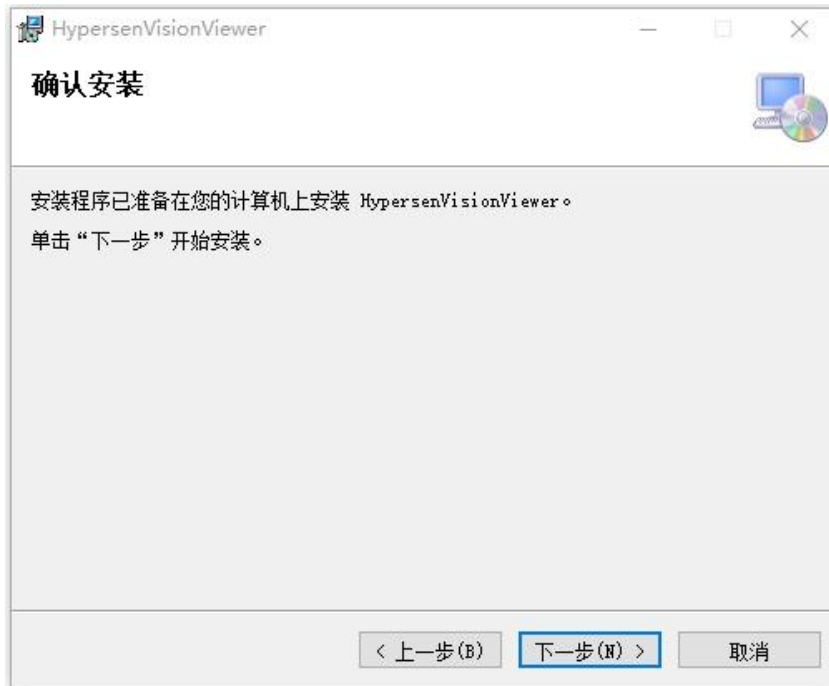 HypersenVisionViewer
确认安装
安装程序已准备在您的计算机上安装 HypersenVisionViewer。
单击“下一步”开始安装。
< 上一步(B)
下一步(N) >
取消